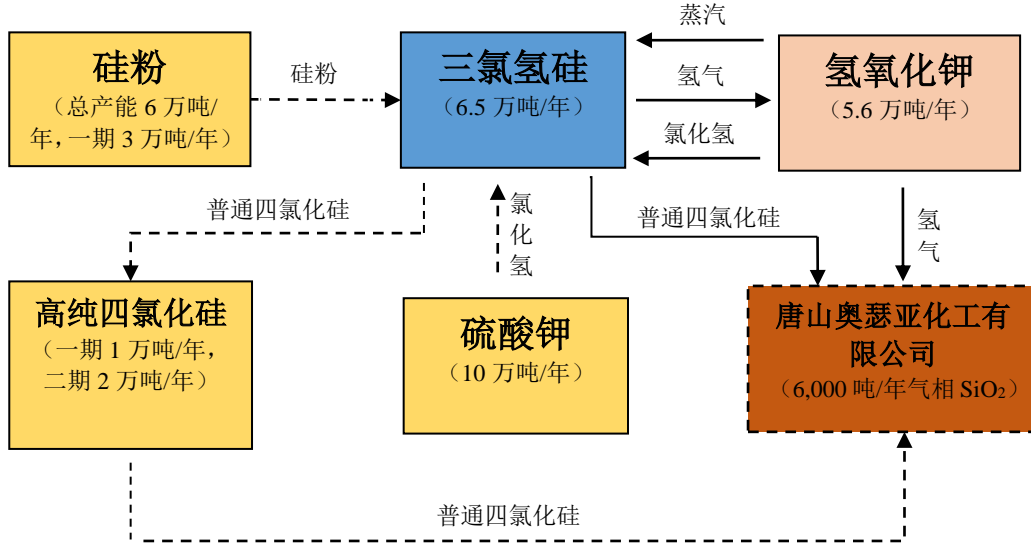 蒸汽
硅粉
（总产能 6 万吨/
年，一期 3 万吨/年）
硅粉
三氯氢硅
（6.5 万吨/年）
氢气
氯化氢
氢氧化钾
（5.6 万吨/年）
普通四氯化硅
氯化氢
普通四氯化硅
氢气
高纯四氯化硅
（一期 1 万吨/年，
二期 2 万吨/年）
硫酸钾
（10 万吨/年）
唐山奥瑟亚化工有
限公司
（6,000 吨/年气相 SiO₂）
普通四氯化硅